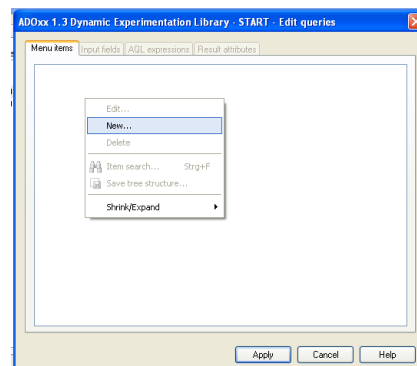 ADOxx 1.3 Dynamic Experimentation Library - START - Edit queries
Menu items Input fields AQL expressions Result attributes
Edit...
New...
Delete
Item search... Strg+F
Save tree structure...
Shrink/Expand
Apply Cancel Help